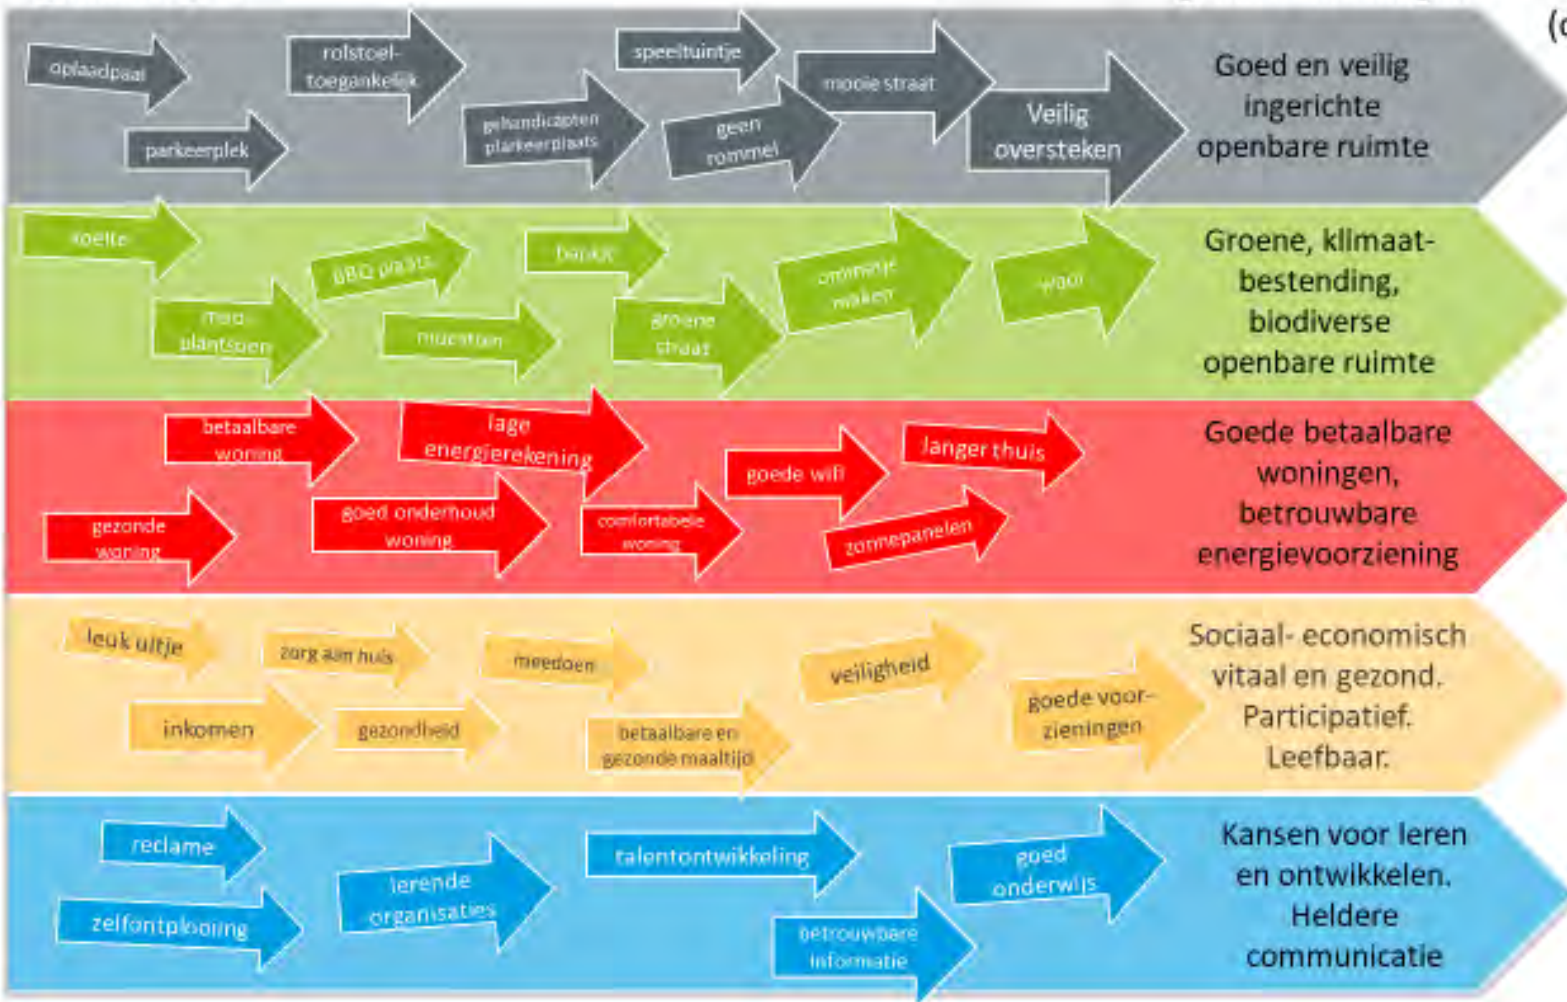 oplaadpaal
parkeerplek
rolstoel-
toegankelijk
gehandicapten
plarkeerplaats
speeltuintje
geen
rommel
mooie straat
Veilig
oversteken
Goed en veilig
ingerichte
openbare ruimte
koelte
mooi
plantsoen
BBQ plaats
moestuin
bankje
groene
straat
ommetje
maken
Groene, klimaat-
bestending,
biodiverse
openbare ruimte
gezonde
woning
betaalbare
woning
goed onderhoud
woning
lage
energierekening
comfortabele
woning
goede wifi
zonnepanelen
langer thuis
Goede betaalbare
woningen,
betrouwbare
energievoorziening
leuk uitje
inkomen
zorg aan huis
gezondheid
meedoen
betaalbare en
gezonde maaltijd
veiligheid
goede voor-
zieningen
Sociaal- economisch
vitaal en gezond.
Participatief.
Leefbaar.
reclame
zelfontplooiing
lerende
organisaties
talentontwikkeling
betrouwbare
informatie
goed
onderwijs
Kansen voor leren
en ontwikkelen.
Heldere
communicatie